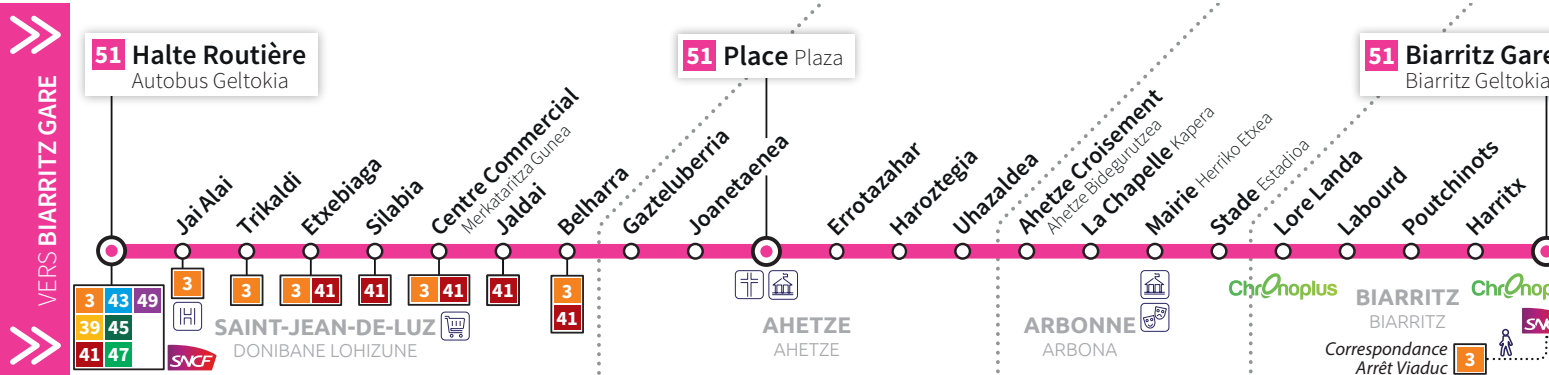 VERS BIARRITZ GARE
51 Halte Routière
Autobus Geltokia
51 Place Plaza
51 Biarritz Gare
Biarritz Geltokia
Jai Alai
Trikaldi
Etxebiaga
Silabia
Centre Commercial
Merkataritza Gunea
Jaldai
Belharra
Gazteluberria
Joanetaenea
Errotazahar
Haroztegia
Uhazaldea
Ahetze Croisement
Ahetze Bidegurutzea
La Chapelle Kapera
Mairie Herriko Etxea
Stade Estadioa
Lore Landa
Labourd
Poutchinots
Harritx
3 43 49
39 45
41 47
SNCF
3
H
3
3 41
41
3 41
41
3
41
SAINT-JEAN-DE-LUZ
DONIBANE LOHIZUNE
AHETZE
AHETZE
ARBONNE
ARBONA
Chronoplus
BIARRITZ
BIARRITZ
Chronop
SNC
Correspondance
Arrêt Viaduc
3